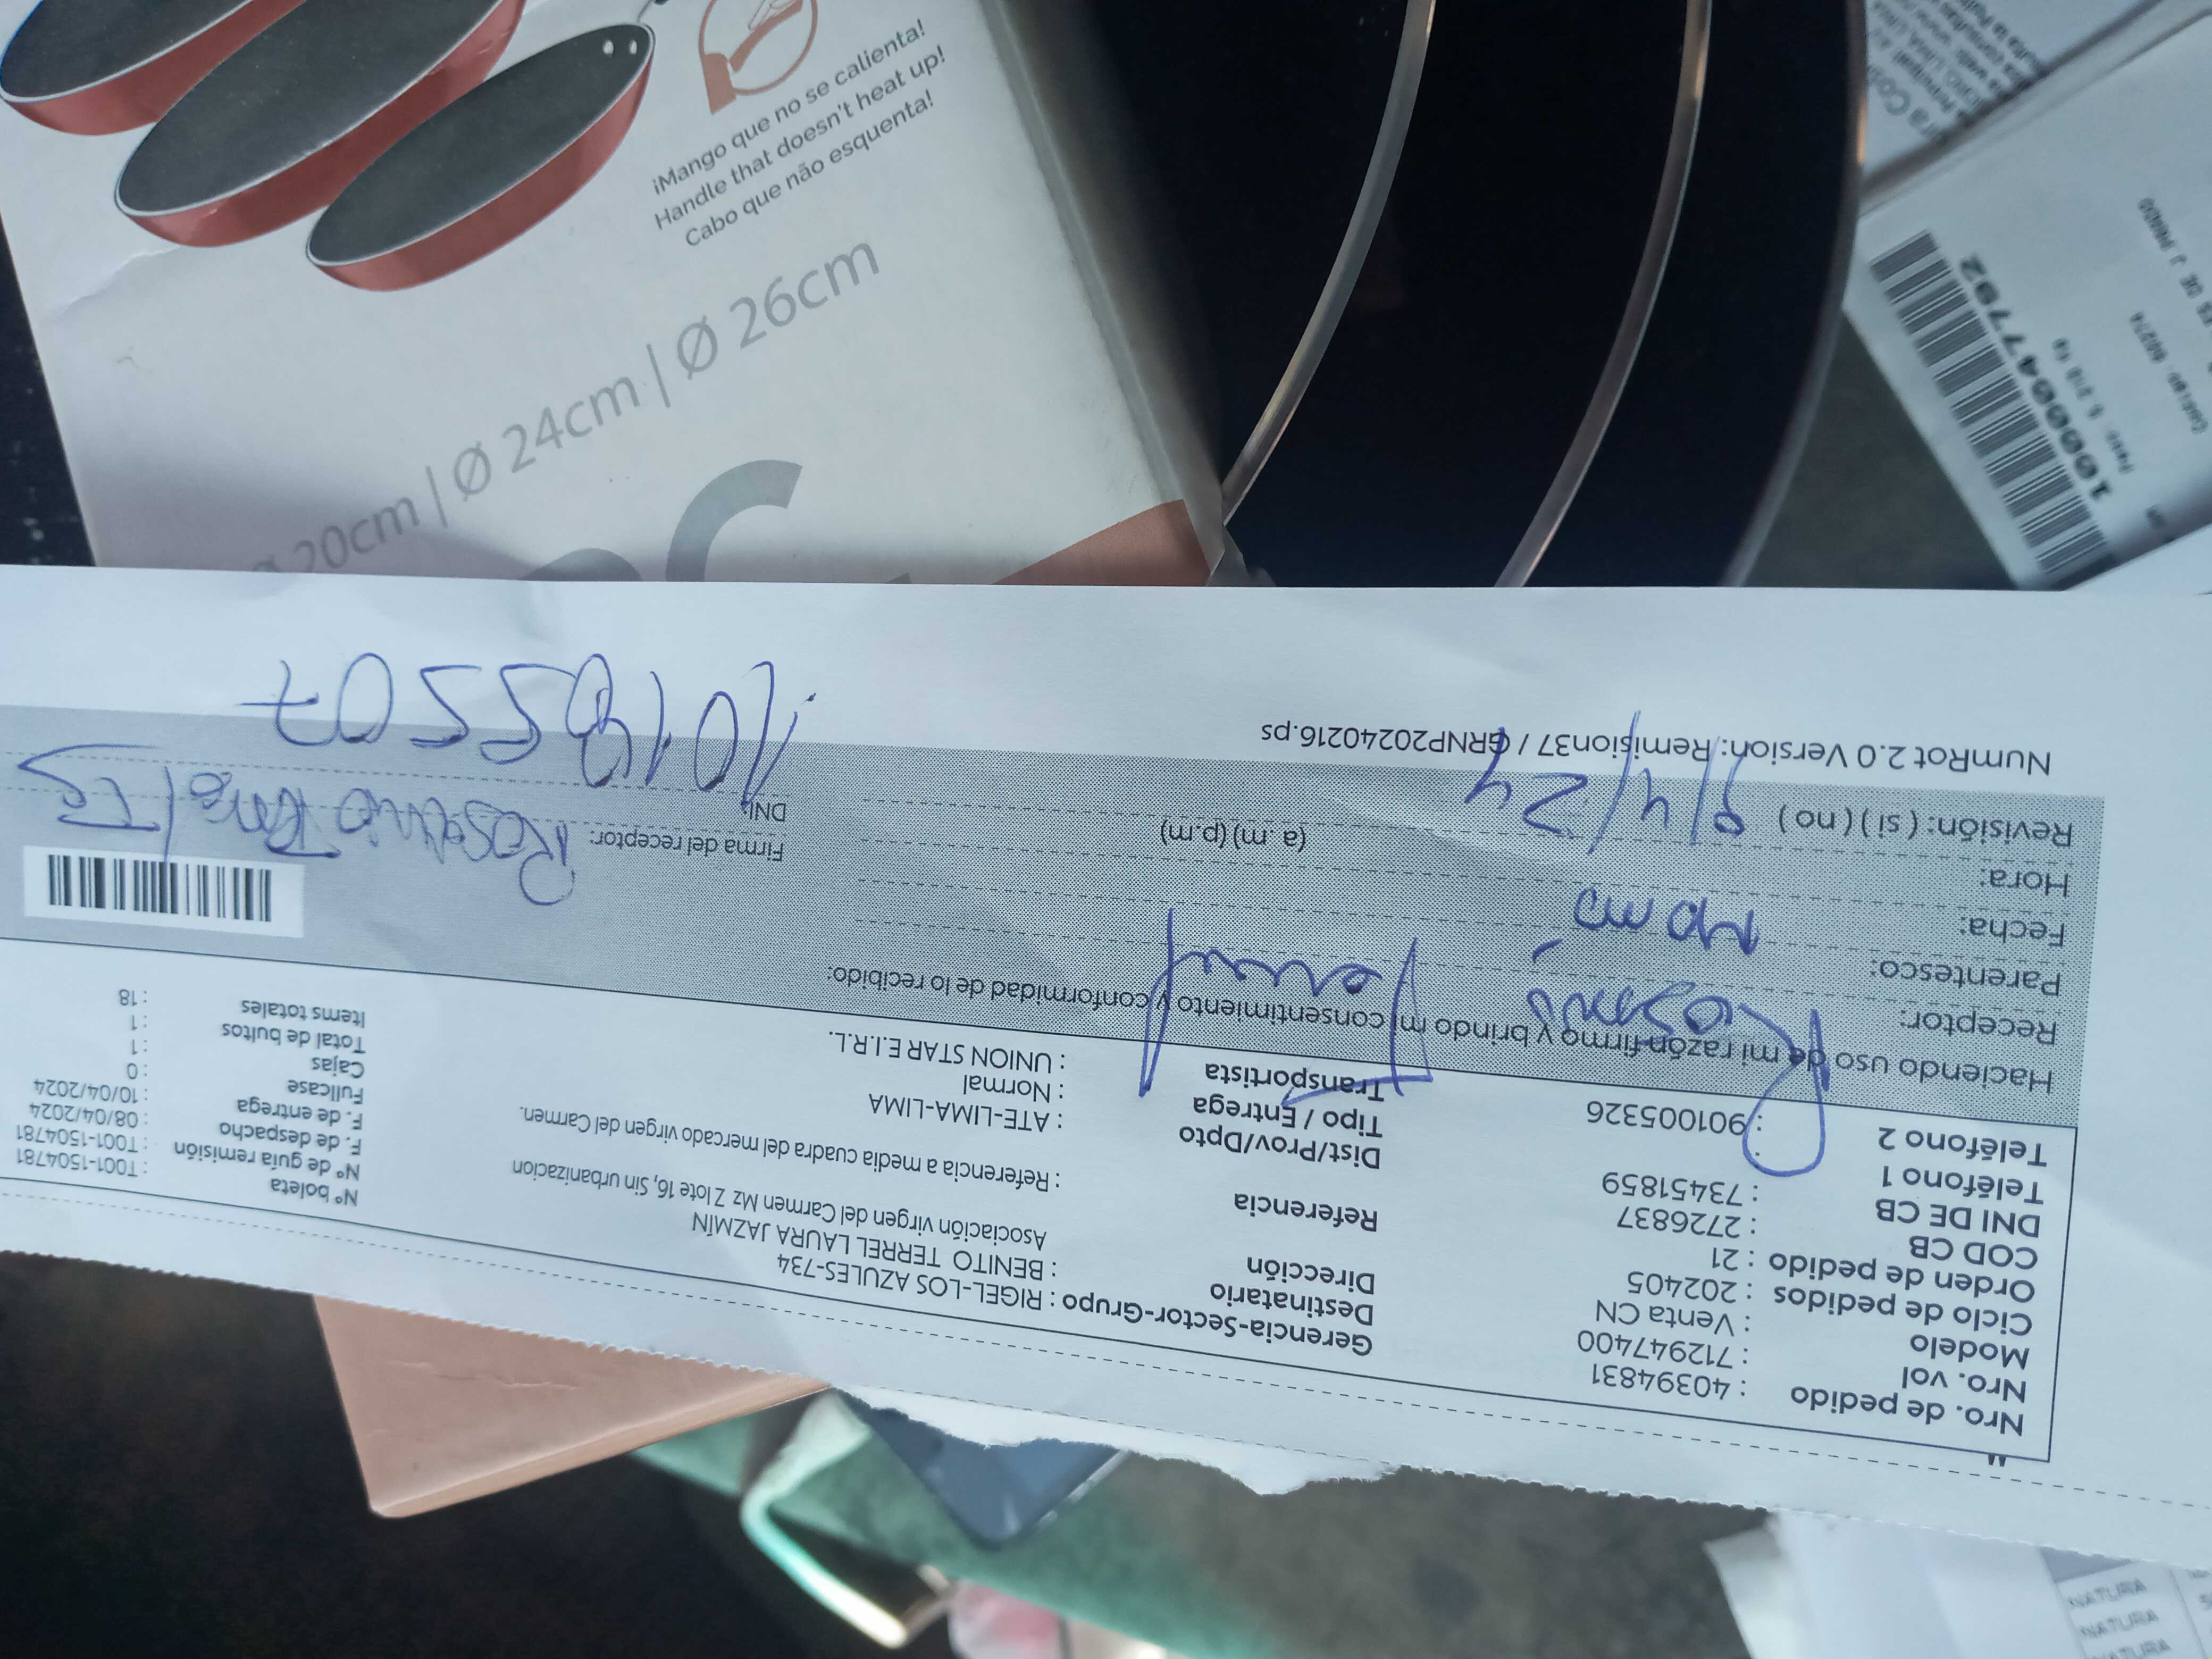 ¡Mango que no se calienta!
Handle that doesn't heat up!
Cabo que não esquenta!
20cm | Ø 24cm | Ø 26cm
1060047792
Nro. de pedido : 40394831
Nro. vol : 712947400
Modelo : Venta CN
Ciclo de pedidos : 202405
Orden de pedido : 21
COD CB : 2726837
DNI DE CB : 73451859
Teléfono 1 :
Teléfono 2 : 901005326
Gerencia-Sector-Grupo : RIGEL-LOS AZULES-734
Destinatario : BENITO TERREL LAURA JAZMÍN
Dirección Asociación virgen del Carmen Mz Z lote 16, Sin urbanizacion
Referencia : Referencia a media cuadra del mercado virgen del Carmen.
Dist/Prov/Dpto : ATE-LIMA-LIMA
Tipo / Entrega : Normal
Transportista : UNION STAR E.I.R.L.
N° boleta : T001-1504781
N° de guía remisión : T001-1504781
F. de despacho : 08/04/2024
F. de entrega : 10/04/2024
Fullcase : 0
Cajas : 1
Total de bultos : 1
Items totales : 18
Haciendo uso de mi razón firmo y brindo mi consentimiento y conformidad de lo recibido:
Receptor:
Parentesco:
Fecha:
Hora: (a .m) (p.m)
Revisión: ( si ) ( no ) 8/4/24
Firma del receptor:
DNI:
NumRot 2.0 Version: Remision37 / GRNP20240216.ps
NATURA
NATURA
NATURA